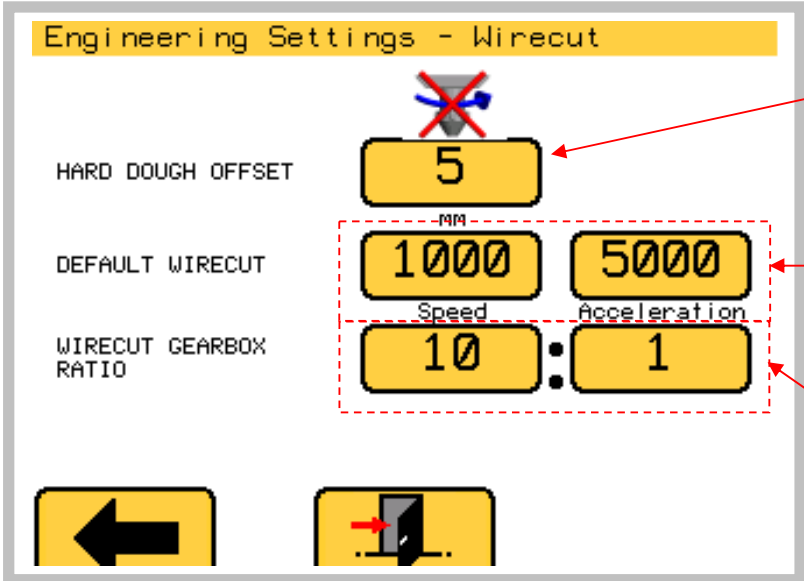 Engineering Settings - Wirecut
HARD DOUGH OFFSET
5
MM
DEFAULT WIRECUT
1000
5000
Speed
Acceleration
WIRECUT GEARBOX
RATIO
10 : 1